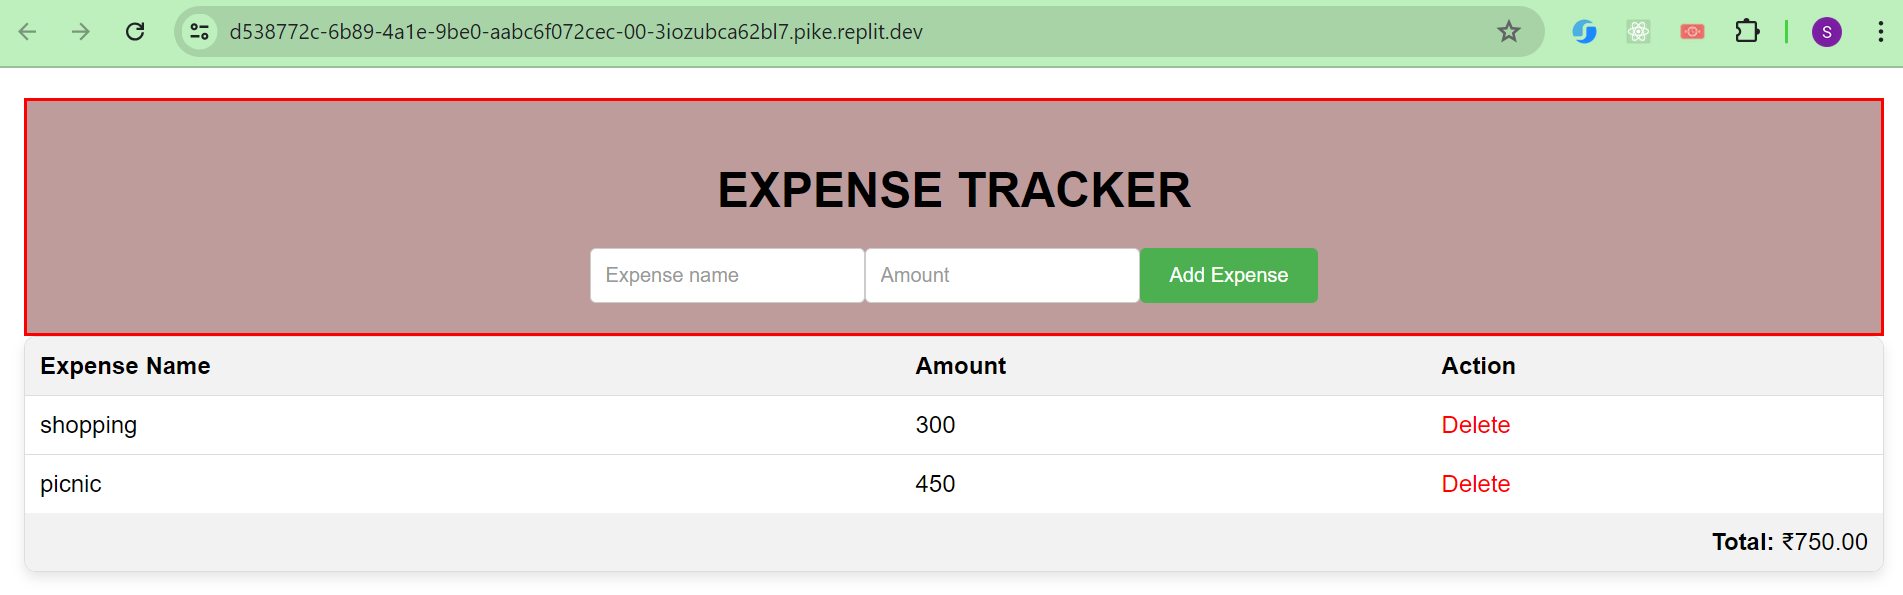 d538772c-6b89-4a1e-9be0-aabc6f072cec-00-3iozubca62bl7.pike.replit.dev
S
EXPENSE TRACKER
Expense name Amount Add Expense
Expense Name Amount Action
shopping 300 Delete
picnic 450 Delete
Total: ₹750.00